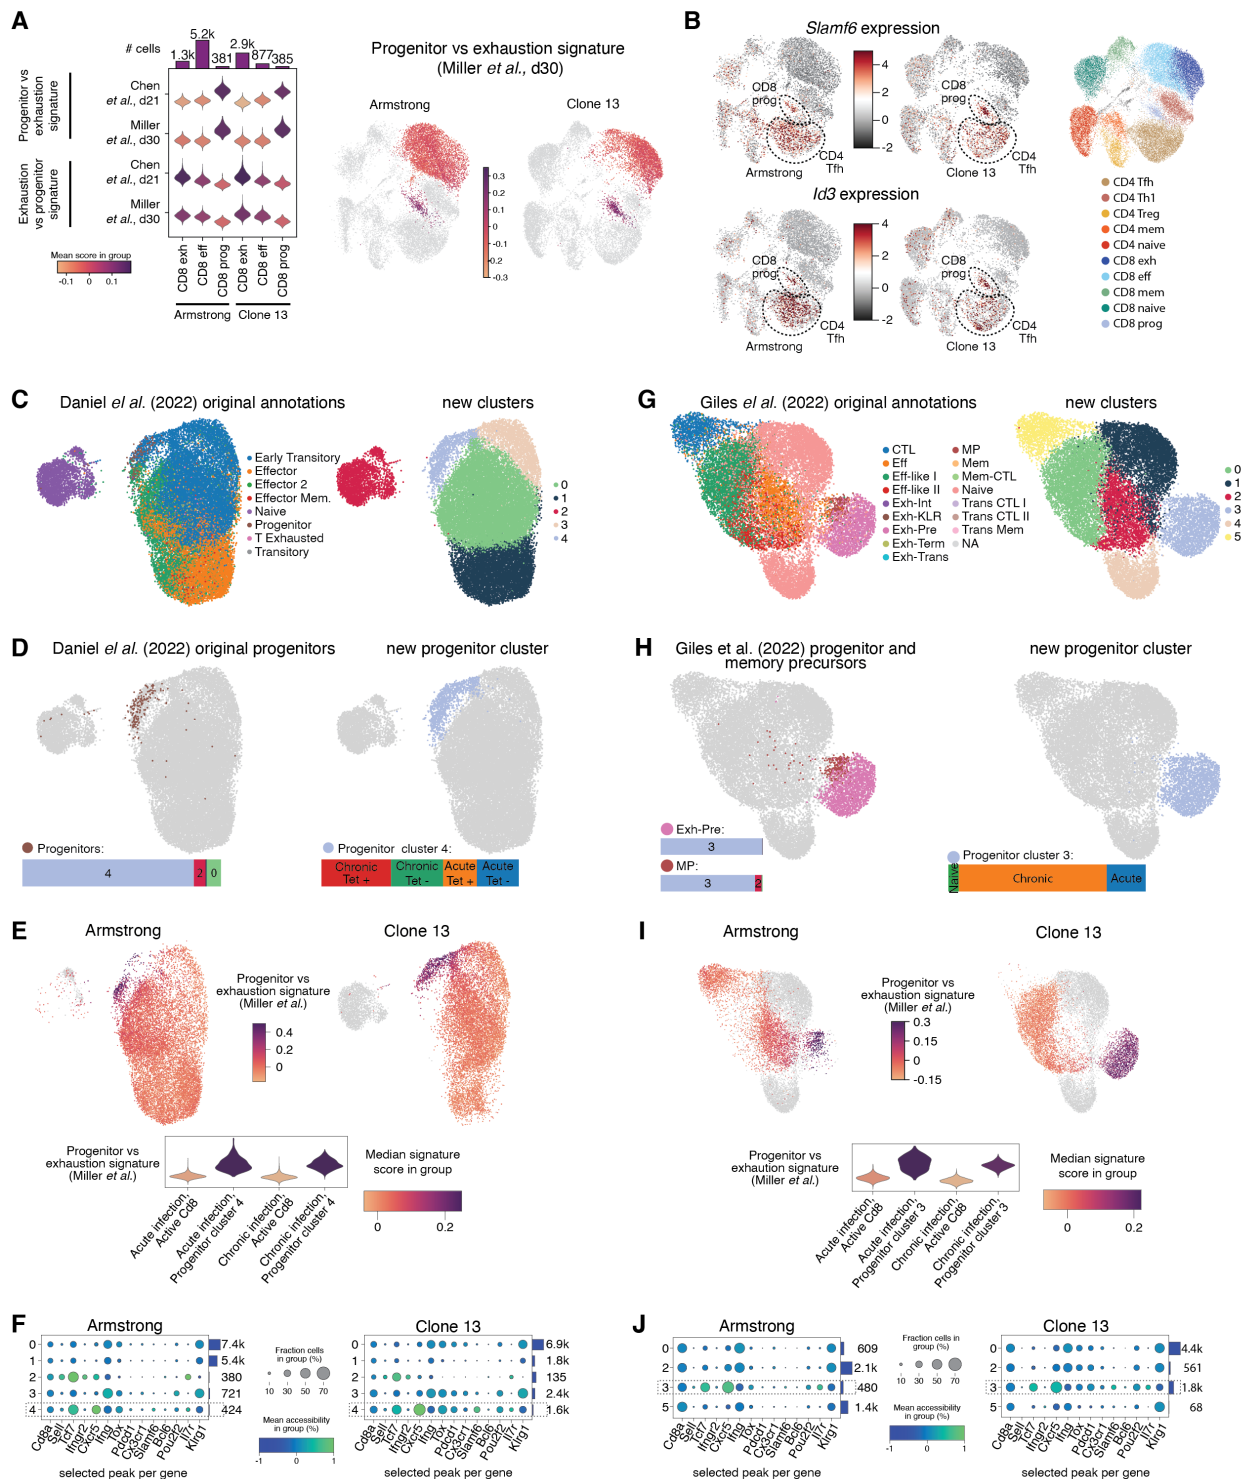 A
# cells
1.3k
5.2k
381
2.9k
877
385
Progenitor vs
exhaustion
signature
Exhaustion
vs progenitor
signature
Chen
et al., d21
Miller
et al., d30
Chen
et al., d21
Miller
et al., d30
Mean score in group
-0.1 0 0.1
CD8 exh
CD8 eff
CD8 prog
CD8 exh
CD8 eff
CD8 prog
Armstrong Clone 13
Progenitor vs exhaustion signature
(Miller et al., d30)
Armstrong Clone 13
0.3
0.2
0.1
0
-0.1
-0.2
-0.3
B
Slamf6 expression
CD8
prog
CD4
Tfh
Armstrong
4
2
0
-2
CD8
prog
CD4
Tfh
Clone 13
Id3 expression
CD8
prog
CD4
Tfh
Armstrong
4
2
0
-2
CD8
prog
CD4
Tfh
Clone 13
CD4 Tfh
CD4 Th1
CD4 Treg
CD4 mem
CD4 naive
CD8 exh
CD8 eff
CD8 mem
CD8 naive
CD8 prog
C
Daniel et al. (2022) original annotations
new clusters
Early Transitory
Effector
Effector 2
Effector Mem.
Naive
Progenitor
T Exhausted
Transitory
0
1
2
3
4
G
Giles et al. (2022) original annotations
new clusters
CTL
Eff
Eff-like I
Eff-like II
Exh-Int
Exh-KLR
Exh-Pre
Exh-Term
Exh-Trans
MP
Mem
Mem-CTL
Naive
Trans CTL I
Trans CTL II
Trans Mem
NA
0
1
2
3
4
5
D
Daniel et al. (2022) original progenitors
new progenitor cluster
Progenitors:
4 2 0
Progenitor cluster 4:
Chronic
Tet +
Chronic
Tet -
Acute
Tet +
Acute
Tet -
H
Giles et al. (2022) progenitor and
memory precursors
new progenitor cluster
Exh-Pre:
3
MP:
3 2
Progenitor cluster 3:
Naive
Chronic
Acute
E
Armstrong
Clone 13
Progenitor vs
exhaustion signature
(Miller et al.)
0.4
0.2
0
Progenitor vs
exhaustion signature
(Miller et al.)
Acute infection,
Active Cd8
Acute infection,
Progenitor cluster 4
Chronic infection,
Active Cd8
Chronic infection,
Progenitor cluster 4
Median signature
score in group
0 0.2
I
Armstrong
Clone 13
Progenitor vs
exhaustion signature
(Miller et al.)
0.3
0.15
0
-0.15
Progenitor vs
exhaution signature
(Miller et al.)
Acute infection,
Active Cd8
Acute infection,
Progenitor cluster 3
Chronic infection,
Active Cd8
Chronic infection,
Progenitor cluster 3
Median signature
score in group
0 0.2
F
Armstrong
0 7.4k
1 5.4k
2 380
3 721
4 424
Cd8a
Sell
Tcf7
Ifngr2
Cxcr5
Ifng
Tox
Pdcd1
Cx3cr1
Slamf6
Bcl6
Pou2f2
Il7r
Klrg1
selected peak per gene
Fraction cells
in group (%)
10 30 50 70
Mean accessibility
in group (%)
-1 0 1
Clone 13
0 6.9k
1 1.8k
2 135
3 2.4k
4 1.6k
Cd8a
Sell
Tcf7
Ifngr2
Cxcr5
Ifng
Tox
Pdcd1
Cx3cr1
Slamf6
Bcl6
Pou2f2
Il7r
Klrg1
selected peak per gene
J
Armstrong
0 609
2 2.1k
3 480
5 1.4k
Cd8a
Sell
Tcf7
Ifngr2
Cxcr5
Ifng
Tox
Pdcd1
Cx3cr1
Slamf6
Bcl6
Pou2f2
Il7r
Klrg1
selected peak per gene
Fraction cells in
group (%)
10 30 50 70
Mean accessibility
in group (%)
-1 0 1
Clone 13
0 4.4k
2 561
3 1.8k
5 68
Cd8a
Sell
Tcf7
Ifngr2
Cxcr5
Ifng
Tox
Pdcd1
Cx3cr1
Slamf6
Bcl6
Pou2f2
Il7r
Klrg1
selected peak per gene